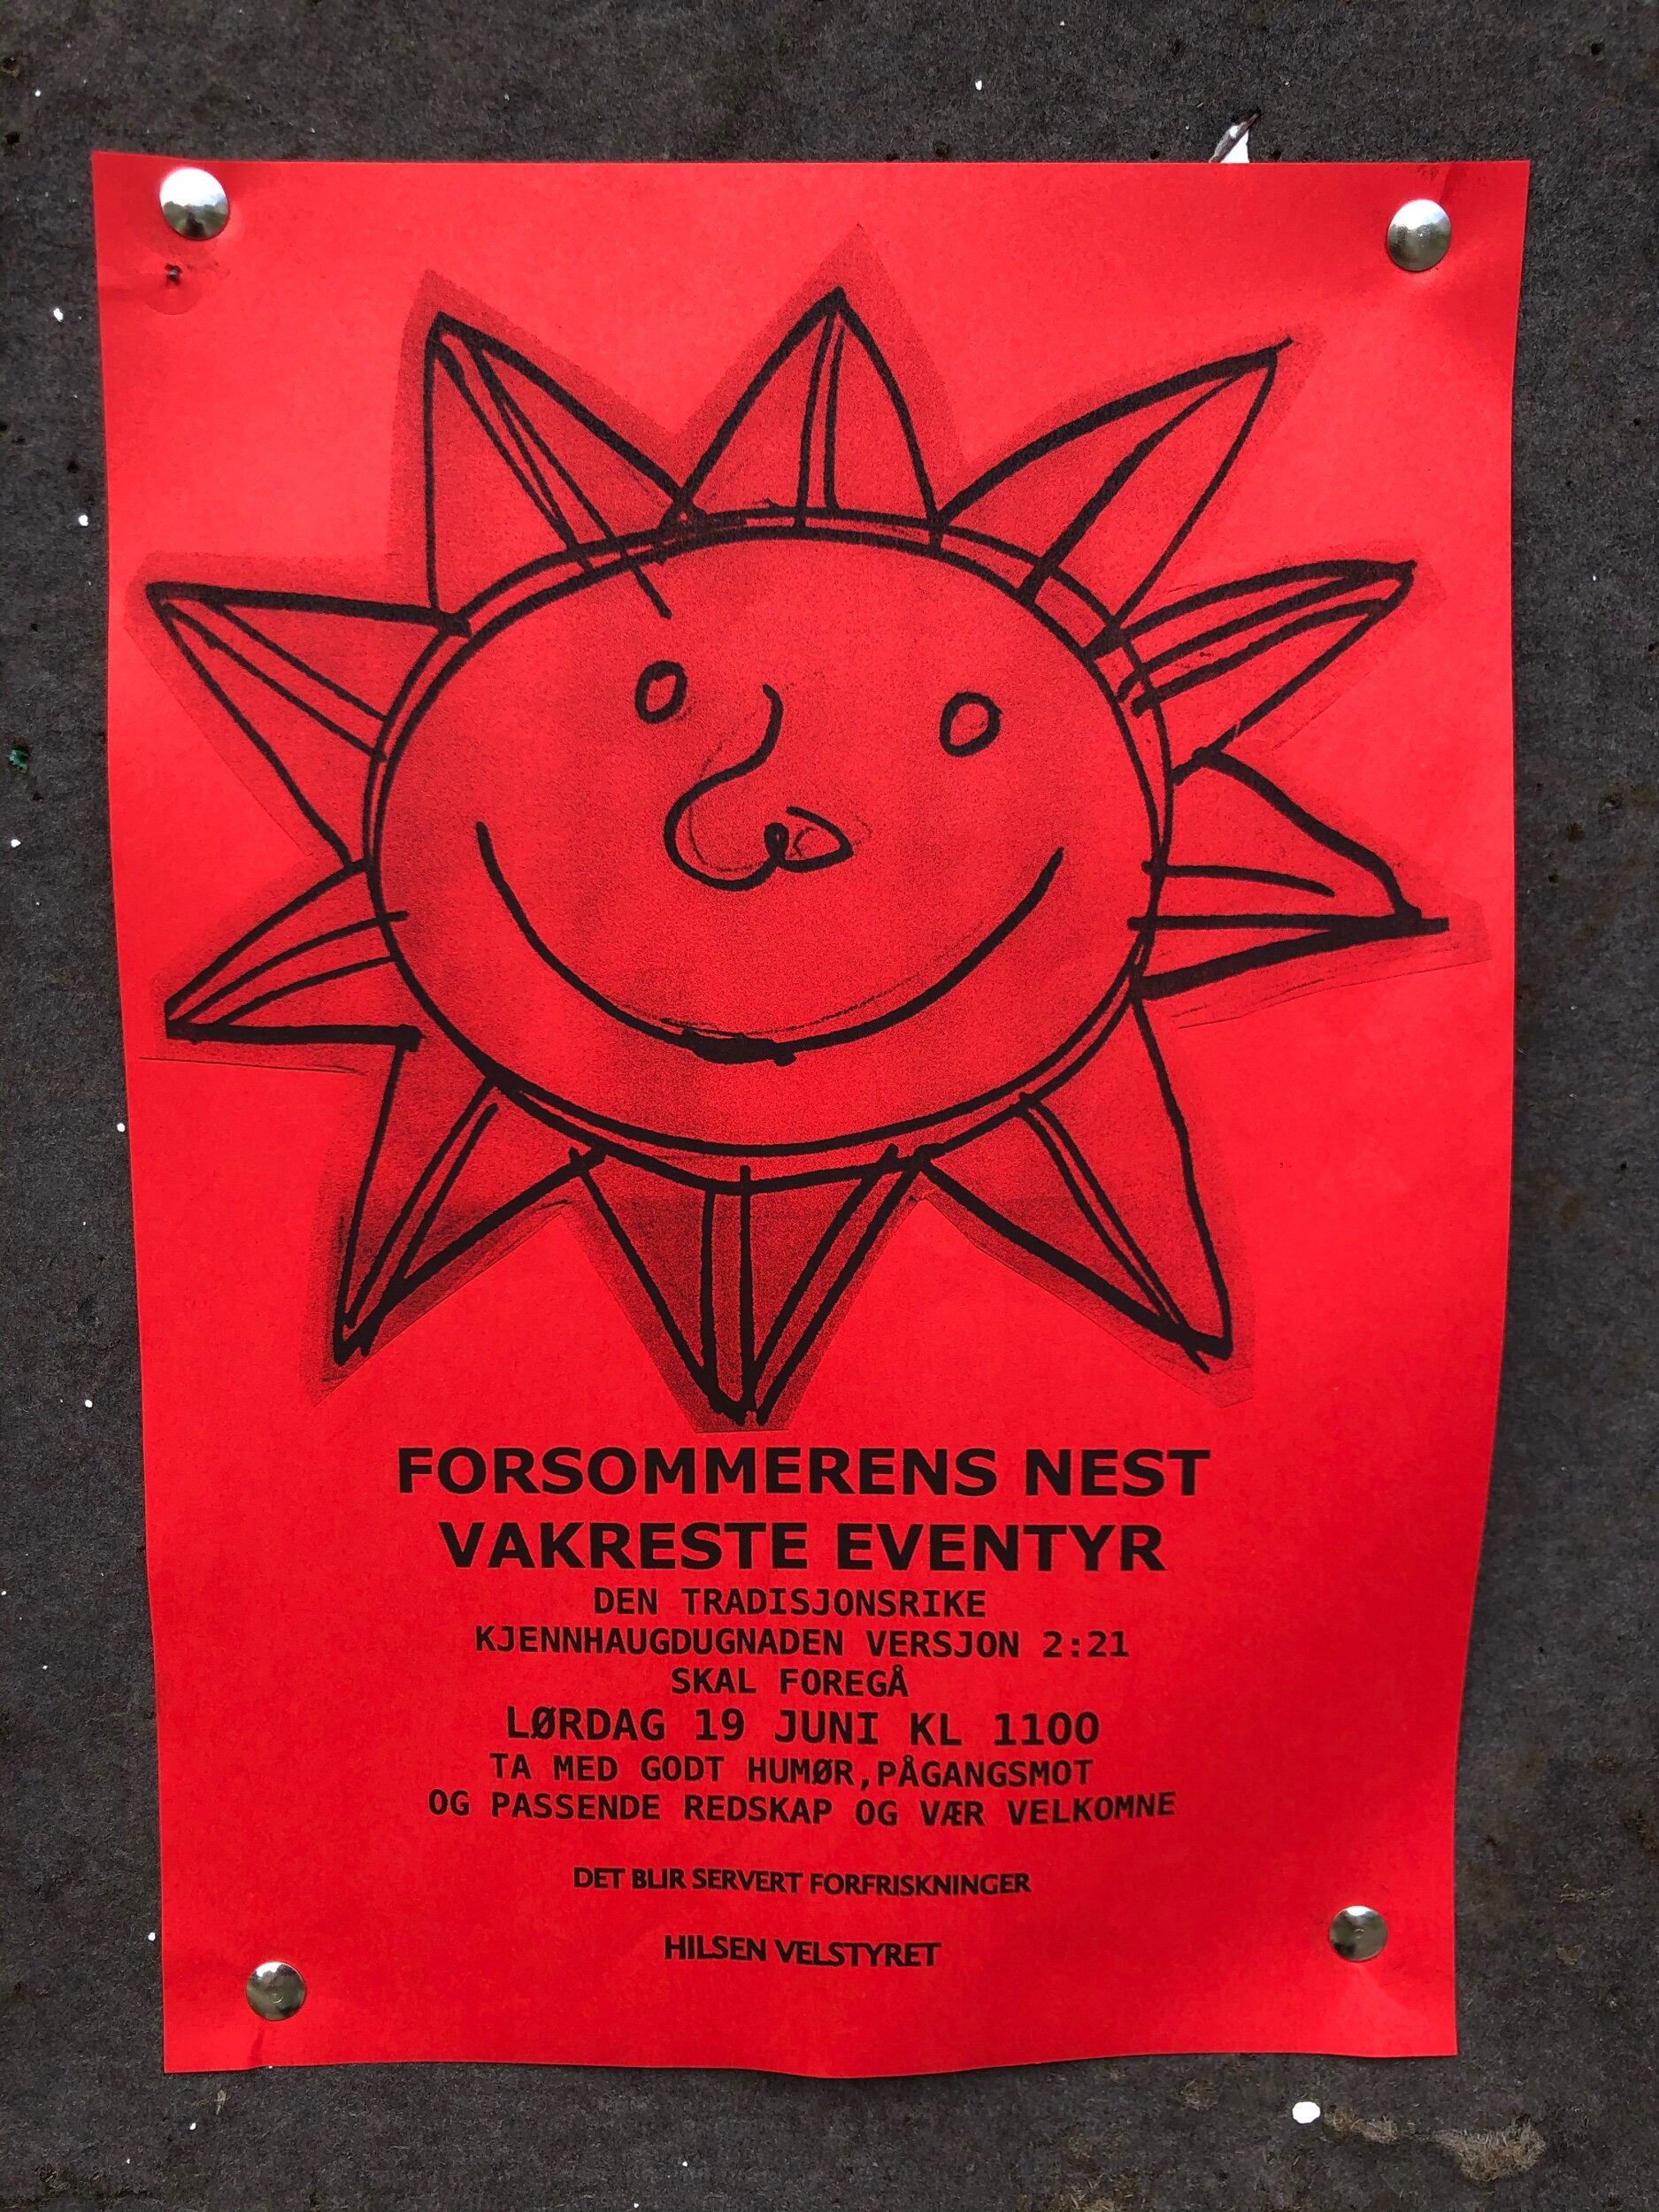 FORSOMMERENS NEST
VAKRESTE EVENTYR
DEN TRADISJONSRIKE
KJENNHAUGDUGNADEN VERSJON 2:21
SKAL FOREGÅ
LØRDAG 19 JUNI KL 1100
TA MED GODT HUMØR,PÅGANGSMOT
OG PASSENDE REDSKAP OG VÆR VELKOMNE
DET BLIR SERVERT FORFRISKNINGER
HILSEN VELSTYRET